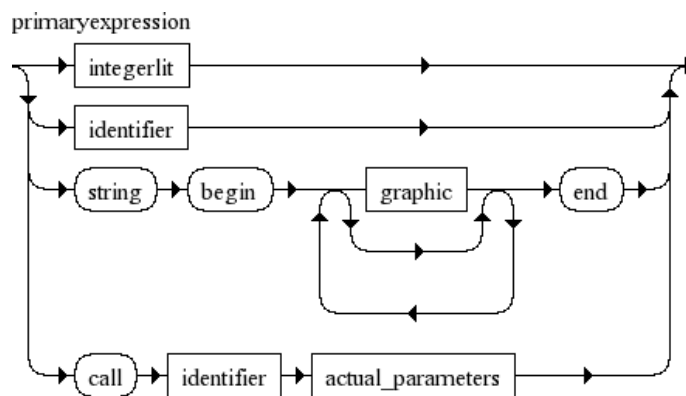 primaryexpression
integerlit
identifier
string begin graphic end
call identifier actual_parameters